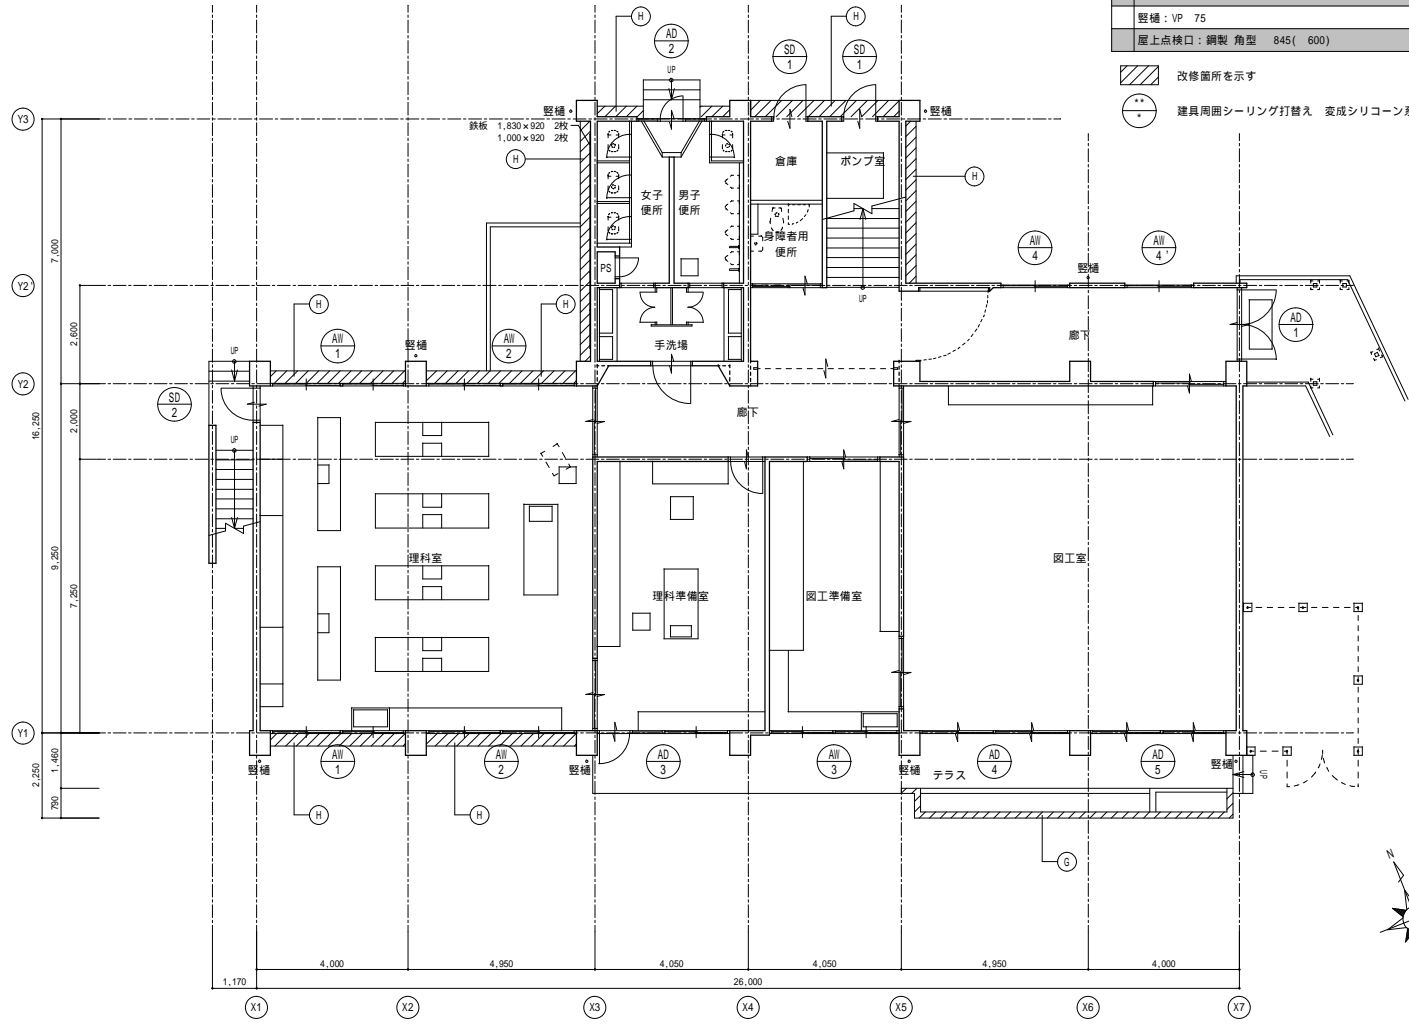 竪樋：VP 75
屋上点検口：鋼製 角型 845( 600)
改修箇所を示す
**
*
建具周囲シーリング打替え 変成シリコーン系
H
AD
2
UP
SD
1
SD
1
H
H
Y3
竪樋
竪樋
鉄板 1,830×920 2枚
1,000×920 2枚
H
H
倉庫
ポンプ室
女子
便所
男子
便所
身障者用
便所
PS
UP
7,000
AW
4
AW
4'
竪樋
Y2'
H
H
AW
1
竪樋
AW
2
手洗場
廊下
AD
1
2,600
UP
Y2
SD
2
16,250
2,000
UP
廊下
9,250
7,250
理科室
理科準備室
図工準備室
図工室
Y1
竪樋
AW
1
AW
2
竪樋
AD
3
AW
3
竪樋
テラス
AD
4
AD
5
竪樋
UP
2,250
1,460
790
H
H
G
N
4,000
4,950
4,050
4,050
4,950
4,000
1,170
26,000
X1
X2
X3
X4
X5
X6
X7